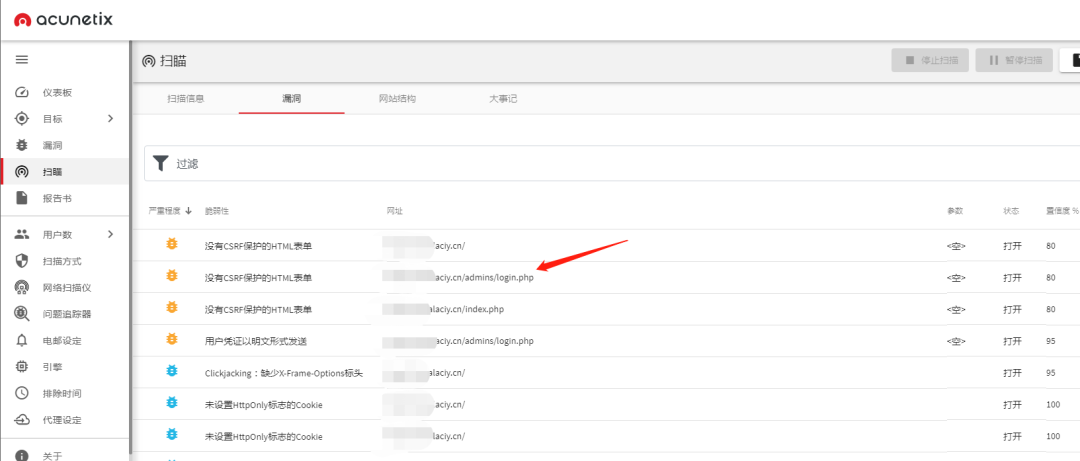 acunetix
扫瞄
停止扫描
暂停扫描
仪表板
目标
漏洞
扫瞄
报告书
用户数
扫描方式
网络扫描仪
问题追踪器
电邮设定
引擎
排除时间
代理设定
关于
扫描信息 漏洞 网站结构 大事记
过滤
严重程度 脆弱性 网址 参数 状态 置信度 %
没有CSRF保护的HTML表单 aciy.cn/ <空> 打开 80
没有CSRF保护的HTML表单 laciy.cn/admins/login.php <空> 打开 80
没有CSRF保护的HTML表单 alaciy.cn/index.php <空> 打开 80
用户凭证以明文形式发送 aciy.cn/admins/login.php <空> 打开 95
Clickjacking：缺少X-Frame-Options标头 laciy.cn/ 打开 95
未设置HttpOnly标志的Cookie aciy.cn/ 打开 100
未设置HttpOnly标志的Cookie laciy.cn/ 打开 100